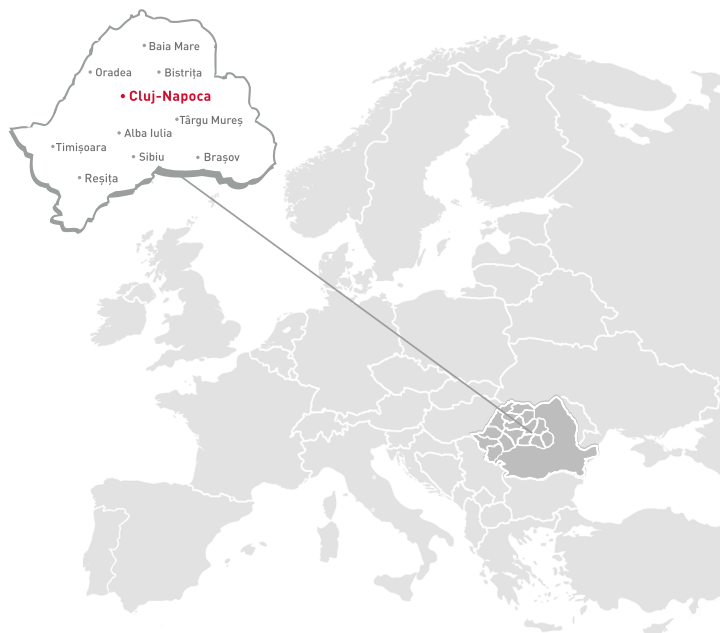 Baia Mare
Oradea
Bistrița
Cluj-Napoca
Târgu Mureș
Alba Iulia
Timișoara
Sibiu
Brașov
Reșița